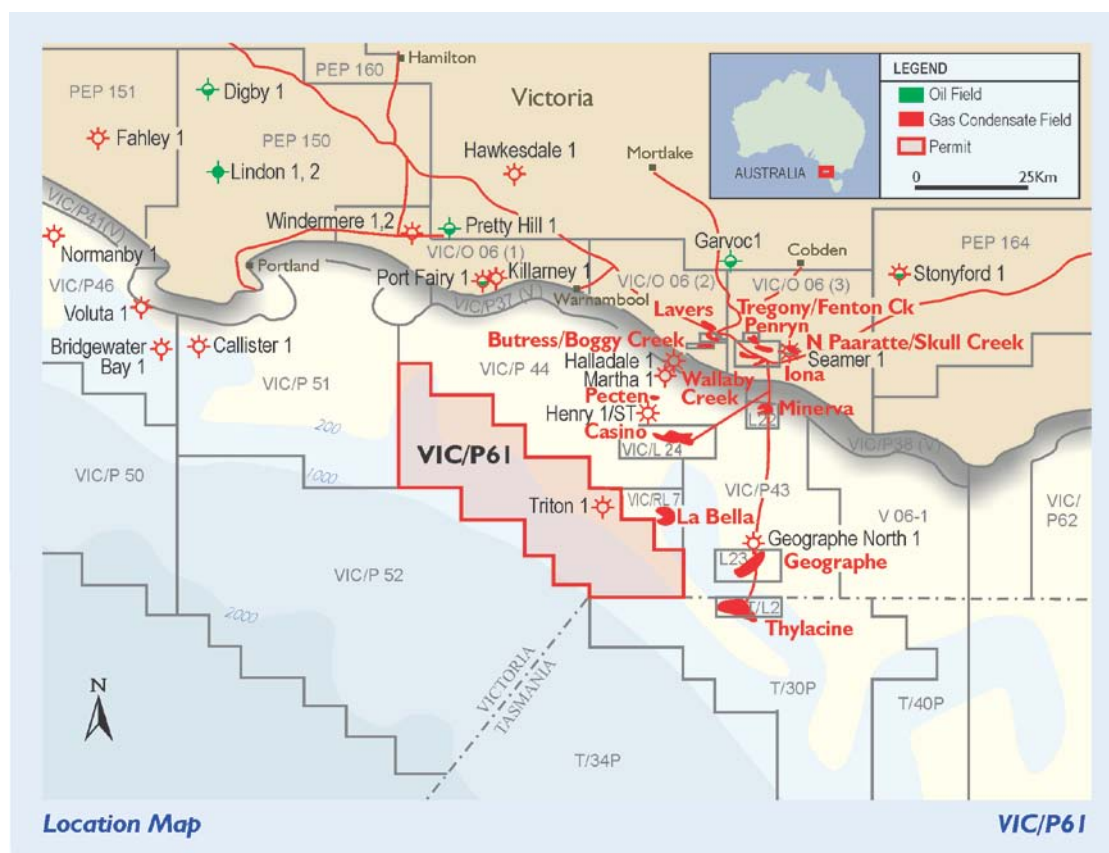 Hamilton
PEP 160
PEP 151
Digby 1
Victoria
Fahley 1
PEP 150
Hawkesdale 1
Mortlake
Lindon 1, 2
AUSTRALIA
LEGEND
Oil Field
Gas Condensate Field
Permit
0 25Km
VIC/P41(V)
Windermere 1,2
Pretty Hill 1
Garvoc1
Cobden
PEP 164
Normanby 1
VIC/O 06 (1)
Portland
Port Fairy 1
Killarney 1
VIC/O 06 (2)
VIC/O 06 (3)
Stonyford 1
VIC/P46
VIC/P37 (V)
Warnambool
Voluta 1
Lavers
Tregony/Fenton Ck
Penryn
Bridgewater
Bay 1
Callister 1
Butress/Boggy Creek
N Paaratte/Skull Creek
Halladale 1
Seamer 1
Martha 1
Wallaby
Creek
Iona
VIC/P 51
VIC/P 44
Pecten
Henry 1/ST
Minerva
L22
200
Casino
VIC/P38 (V)
VIC/L 24
VIC/P61
VIC/P 50
1000
VIC/P43
VIC/RL 7
VIC/
P62
Triton 1
La Bella
V 06-1
Geographe North 1
L23
Geographe
VIC/P 52
2000
T/L2
Thylacine
VICTORIA
TASMANIA
N
T/30P
T/40P
T/34P
Location Map
VIC/P61